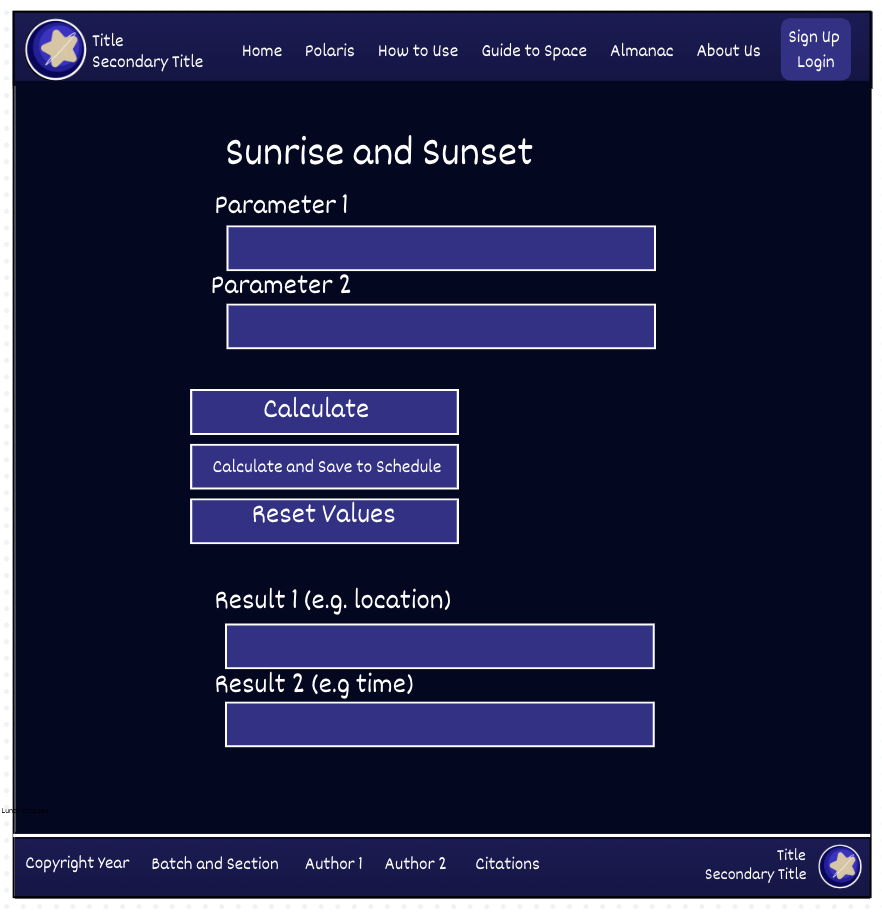 Title
Secondary Title
Home
Polaris
How to Use
Guide to Space
Almanac
About Us
Sign Up
Login
Sunrise and Sunset
Parameter 1
Parameter 2
Calculate
Calculate and Save to Schedule
Reset Values
Result 1 (e.g. location)
Result 2 (e.g time)
Copyright Year
Batch and Section
Author 1
Author 2
Citations
Title
Secondary Title